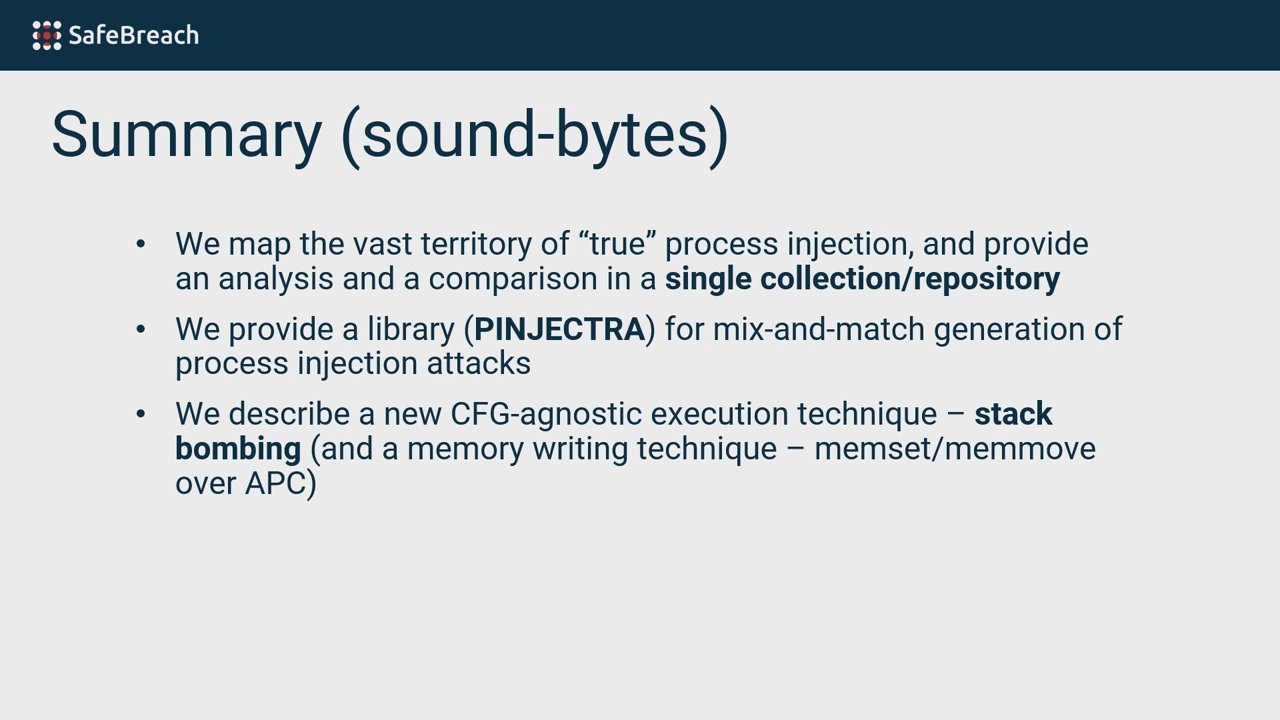 SafeBreach
Summary (sound-bytes)
• We map the vast territory of “true” process injection, and provide
an analysis and a comparison in a single collection/repository
• We provide a library (PINJECTRA) for mix-and-match generation of
process injection attacks
• We describe a new CFG-agnostic execution technique – stack
bombing (and a memory writing technique – memset/memmove
over APC)